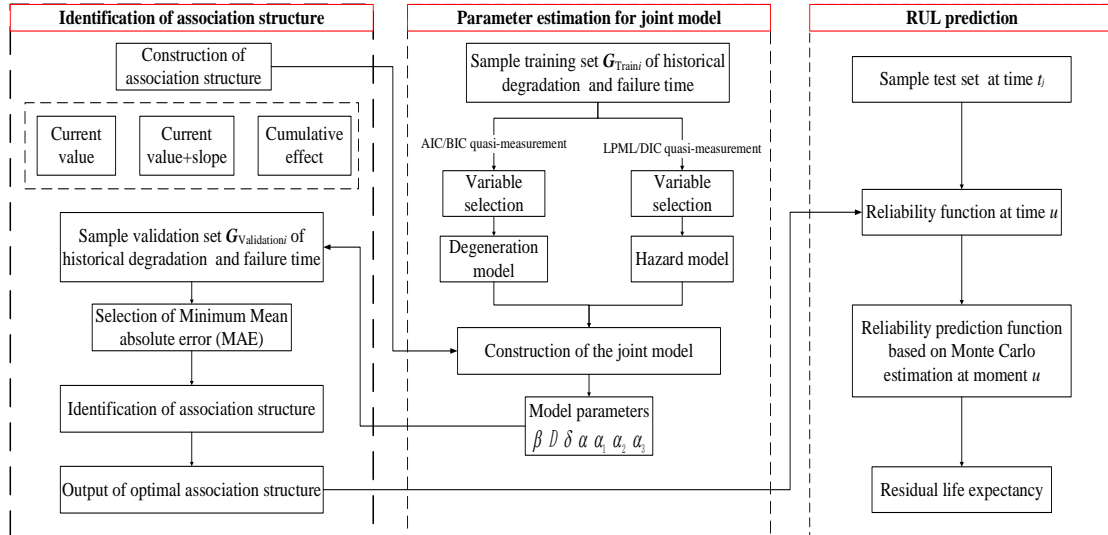 Identification of association structure
Construction of
association structure
Current
value
Current
value+slope
Cumulative
effect
Sample validation set GValidationi of
historical degradation and failure time
Selection of Minimum Mean
absolute error (MAE)
Identification of association structure
Output of optimal association structure
Parameter estimation for joint model
Sample training set GTraini of historical
degradation and failure time
AIC/BIC quasi-measurement
LPML/DIC quasi-measurement
Variable
selection
Variable
selection
Degeneration
model
Hazard model
Construction of the joint model
Model parameters
β D δ α α1 α2 α3
RUL prediction
Sample test set at time tj
Reliability function at time u
Reliability prediction function
based on Monte Carlo
estimation at moment u
Residual life expectancy